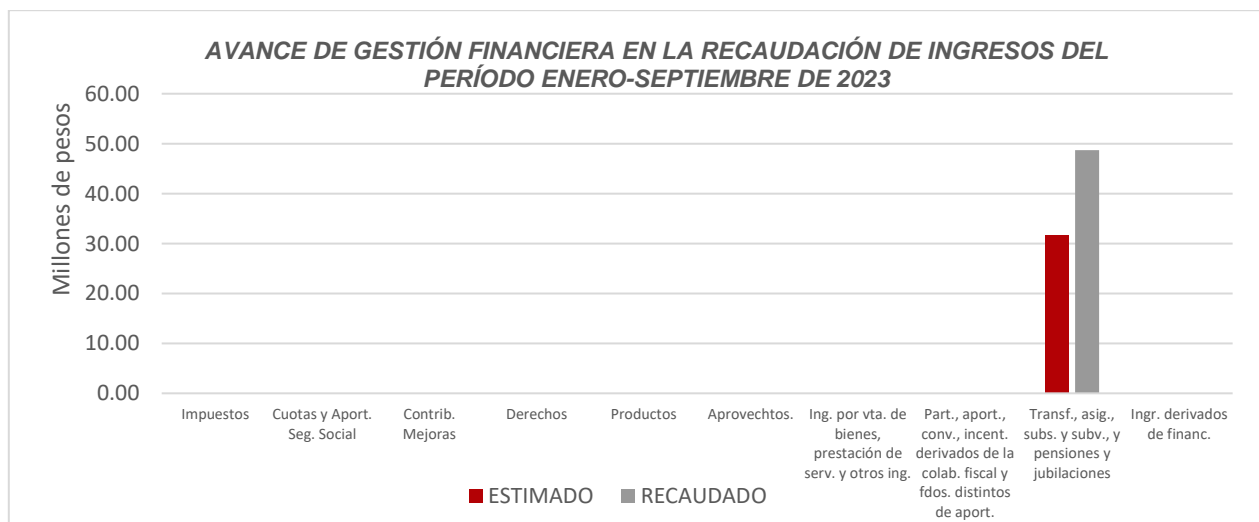 AVANCE DE GESTIÓN FINANCIERA EN LA RECAUDACIÓN DE INGRESOS DEL
PERÍODO ENERO-SEPTIEMBRE DE 2023
Millones de pesos
60.00
50.00
40.00
30.00
20.00
10.00
0.00
Impuestos
Cuotas y Aport.
Seg. Social
Contrib.
Mejoras
Derechos
Productos
Aprovechtos.
Ing. por vta. de
bienes,
prestación de
serv. y otros ing.
Part., aport.,
conv., incent.
derivados de la
colab. fiscal y
fdos. distintos
de aport.
Transf., asig.,
subs. y subv., y
pensiones y
jubilaciones
Ingr. derivados
de financ.
ESTIMADO
RECAUDADO